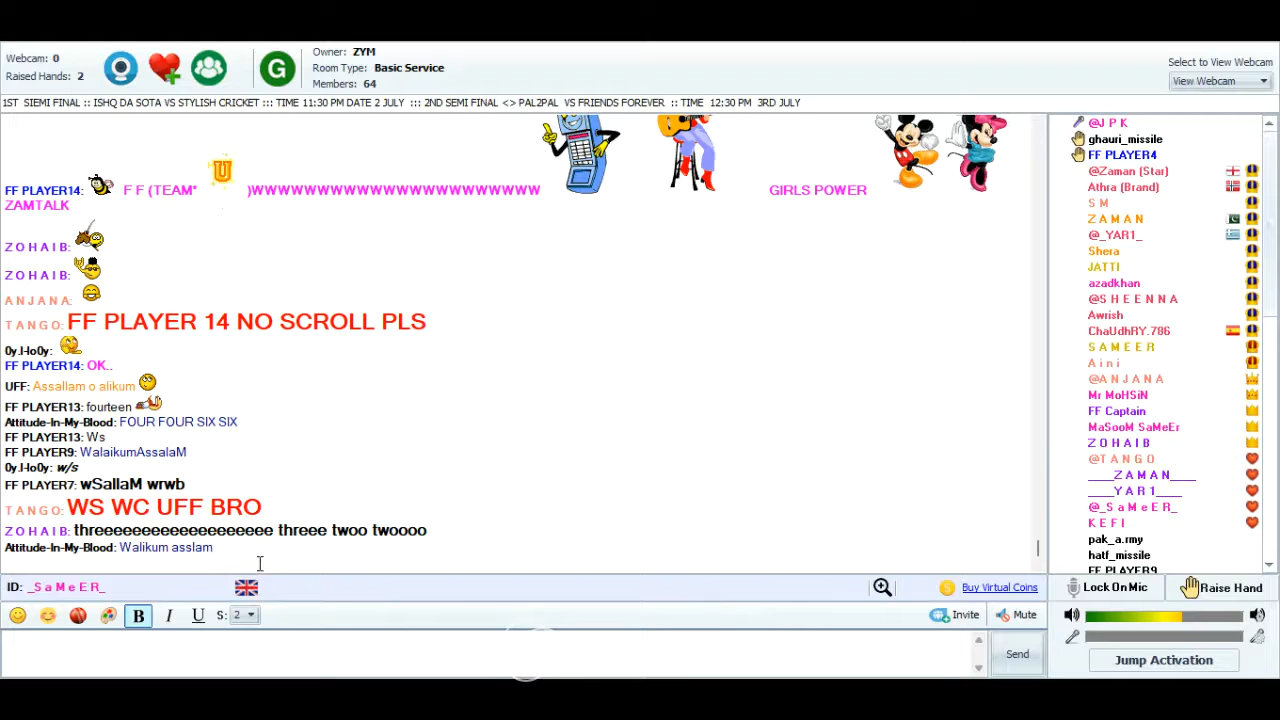 Webcam: 0
Raised Hands: 2
G
Owner: ZYM
Room Type: Basic Service
Members: 64
Select to View Webcam
View Webcam
1ST SIEMI FINAL :: ISHQ DA SOTA VS STYLISH CRICKET ::: TIME 11:30 PM DATE 2 JULY ::: 2ND SEMI FINAL <> PAL2PAL VS FRIENDS FOREVER :: TIME 12:30 PM 3RD JULY
U
FF PLAYER14: F F (TEAM* )WWWWWWWWWWWWWWWWWWWWWW GIRLS POWER
ZAMTALK
Z O H A I B:
Z O H A I B:
A N J A N A:
T A N G O: FF PLAYER 14 NO SCROLL PLS
FF PLAYER14: OK..
UFF: Assallam o alikum
FF PLAYER13: fourteen
Attitude-In-My-Blood: FOUR FOUR SIX SIX
FF PLAYER13: Ws
FF PLAYER9: WalaikumAssalaM
w/s
FF PLAYER7: wSallaM wrwb
T A N G O: WS WC UFF BRO
Z O H A I B: threeeeeeeeeeeeeeeeeee threee twoo twoooo
Attitude-In-My-Blood: Walikum asslam
@J P K
ghauri_missile
FF PLAYER4
@Zaman (Star)
Athra (Brand)
S M
Z A M A N
@_YAR1_
Shera
JATTI
azadkhan
@S H E E N N A
Awrish
ChaUdhRY.786
S A M E E R
A i n i
@A N J A N A
Mr MoHSiN
FF Captain
MaSooM SaMeEr
Z O H A I B
@T A N G O
____Z A M A N____
____Y A R 1____
@_S a M e E R_
K E F I
pak_a.rmy
hatf_missile
FF PLAYER9
ID: _S a M e E R_
Buy Virtual Coins
Lock On Mic
Raise Hand
B I U S: 2
Invite
Mute
Send
Jump Activation